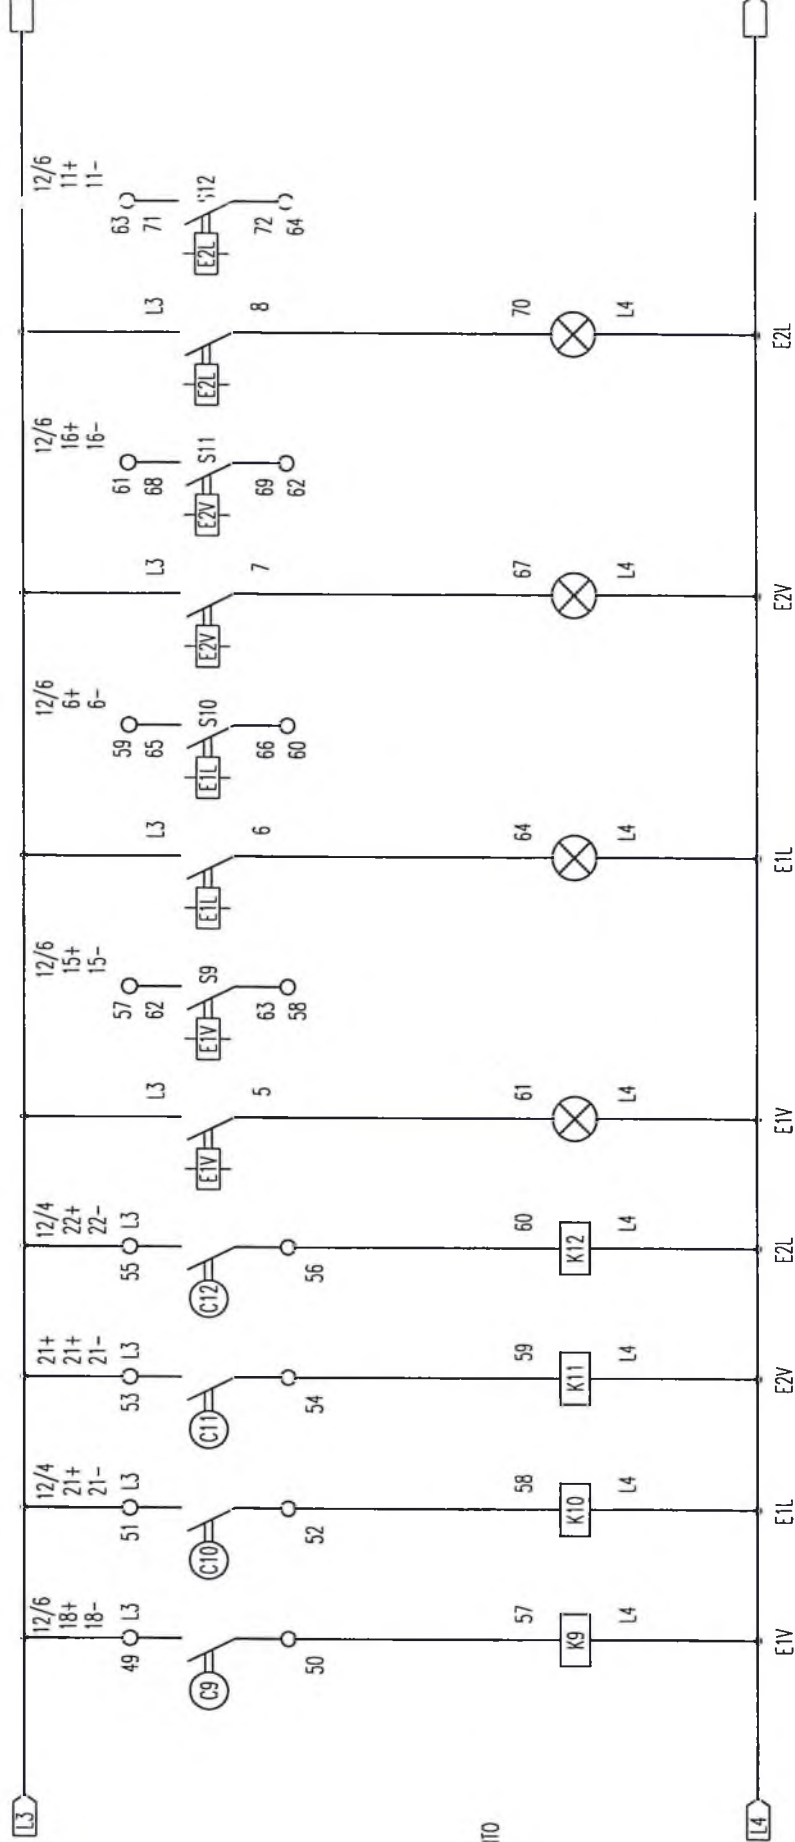 L3
L4
12/6
18+
18-
L3
49
C9
50
57
K9
L4
E1V
12/4
21+
21-
L3
51
C10
52
58
K10
L4
E1L
21+
21+
21-
L3
53
C11
54
59
K11
L4
E2V
12/4
22+
22-
L3
55
C12
56
60
K12
L4
E2L
L3
E1V
5
61
L4
E1V
12/6
15+
15-
57
62
S9
E1V
63
58
L3
E1L
6
64
L4
E1L
12/6
6+
6-
59
65
S10
E1L
66
60
L3
E2V
7
67
L4
E2V
12/6
16+
16-
61
68
S11
E2V
69
62
L3
E2L
8
70
L4
E2L
12/6
11+
11-
63
71
S12
E2L
72
64